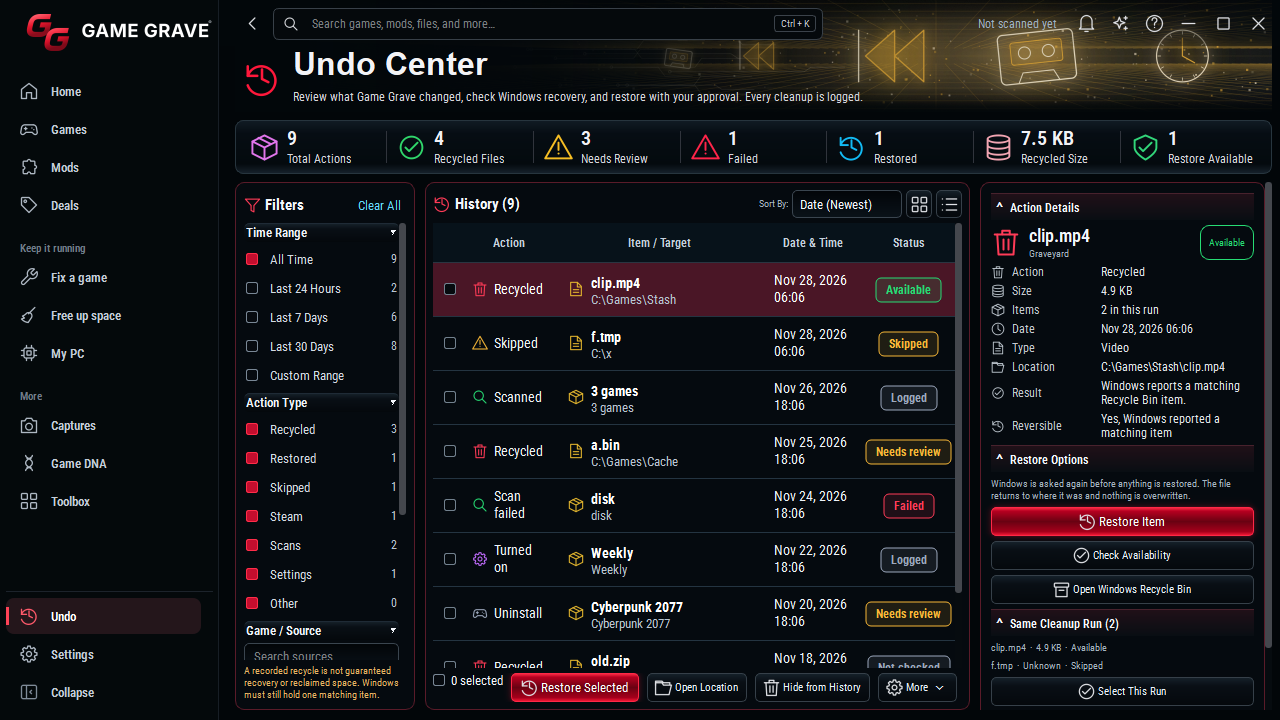 GAME GRAVE
Search games, mods, files, and more...
Ctrl + K
Not scanned yet
Home
Games
Mods
Deals
Keep it running
Fix a game
Free up space
My PC
More
Captures
Game DNA
Toolbox
Undo
Settings
Collapse
Undo Center
Review what Game Grave changed, check Windows recovery, and restore with your approval. Every cleanup is logged.
9
Total Actions
4
Recycled Files
3
Needs Review
1
Failed
1
Restored
7.5 KB
Recycled Size
1
Restore Available
Filters
Clear All
Time Range
All Time 9
Last 24 Hours 2
Last 7 Days 6
Last 30 Days 8
Custom Range
Action Type
Recycled 3
Restored 1
Skipped 1
Steam 1
Scans 2
Settings 1
Other 0
Game / Source
Search sources
A recorded recycle is not guaranteed
recovery or reclaimed space. Windows
must still hold one matching item.
History (9)
Sort By: Date (Newest)
Action Item / Target Date & Time Status
Recycled clip.mp4 C:\Games\Stash Nov 28, 2026 06:06 Available
Skipped f.tmp C:\x Nov 28, 2026 06:06 Skipped
Scanned 3 games 3 games Nov 26, 2026 18:06 Logged
Recycled a.bin C:\Games\Cache Nov 25, 2026 18:06 Needs review
Scan failed disk disk Nov 24, 2026 18:06 Failed
Turned on Weekly Weekly Nov 22, 2026 18:06 Logged
Uninstall Cyberpunk 2077 Cyberpunk 2077 Nov 20, 2026 18:06 Needs review
Recycled old.zip Nov 18, 2026 Not checked
0 selected
Restore Selected
Open Location
Hide from History
More
Action Details
clip.mp4
Graveyard
Available
Action Recycled
Size 4.9 KB
Items 2 in this run
Date Nov 28, 2026 06:06
Type Video
Location C:\Games\Stash\clip.mp4
Result Windows reports a matching
Recycle Bin item.
Reversible Yes, Windows reported a
matching item
Restore Options
Windows is asked again before anything is restored. The file
returns to where it was and nothing is overwritten.
Restore Item
Check Availability
Open Windows Recycle Bin
Same Cleanup Run (2)
clip.mp4 · 4.9 KB · Available
f.tmp · Unknown · Skipped
Select This Run